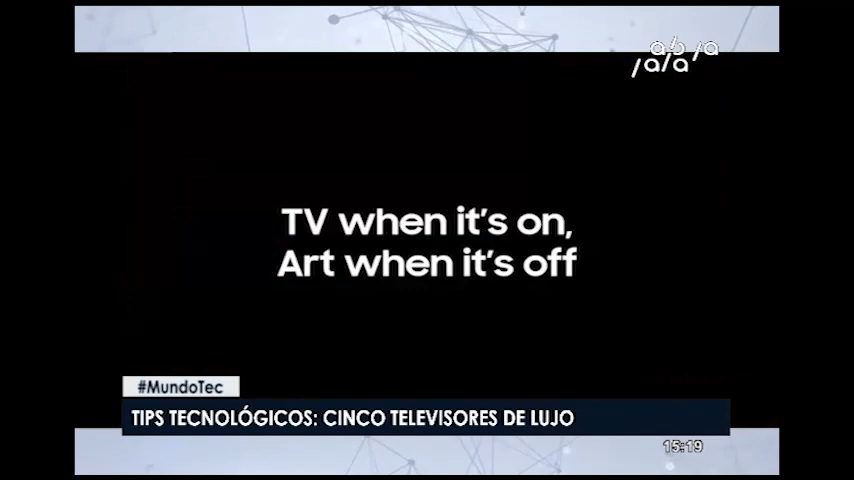 TV when it's on,
Art when it's off
#MundoTec
TIPS TECNOLÓGICOS: CINCO TELEVISORES DE LUJO
15:19